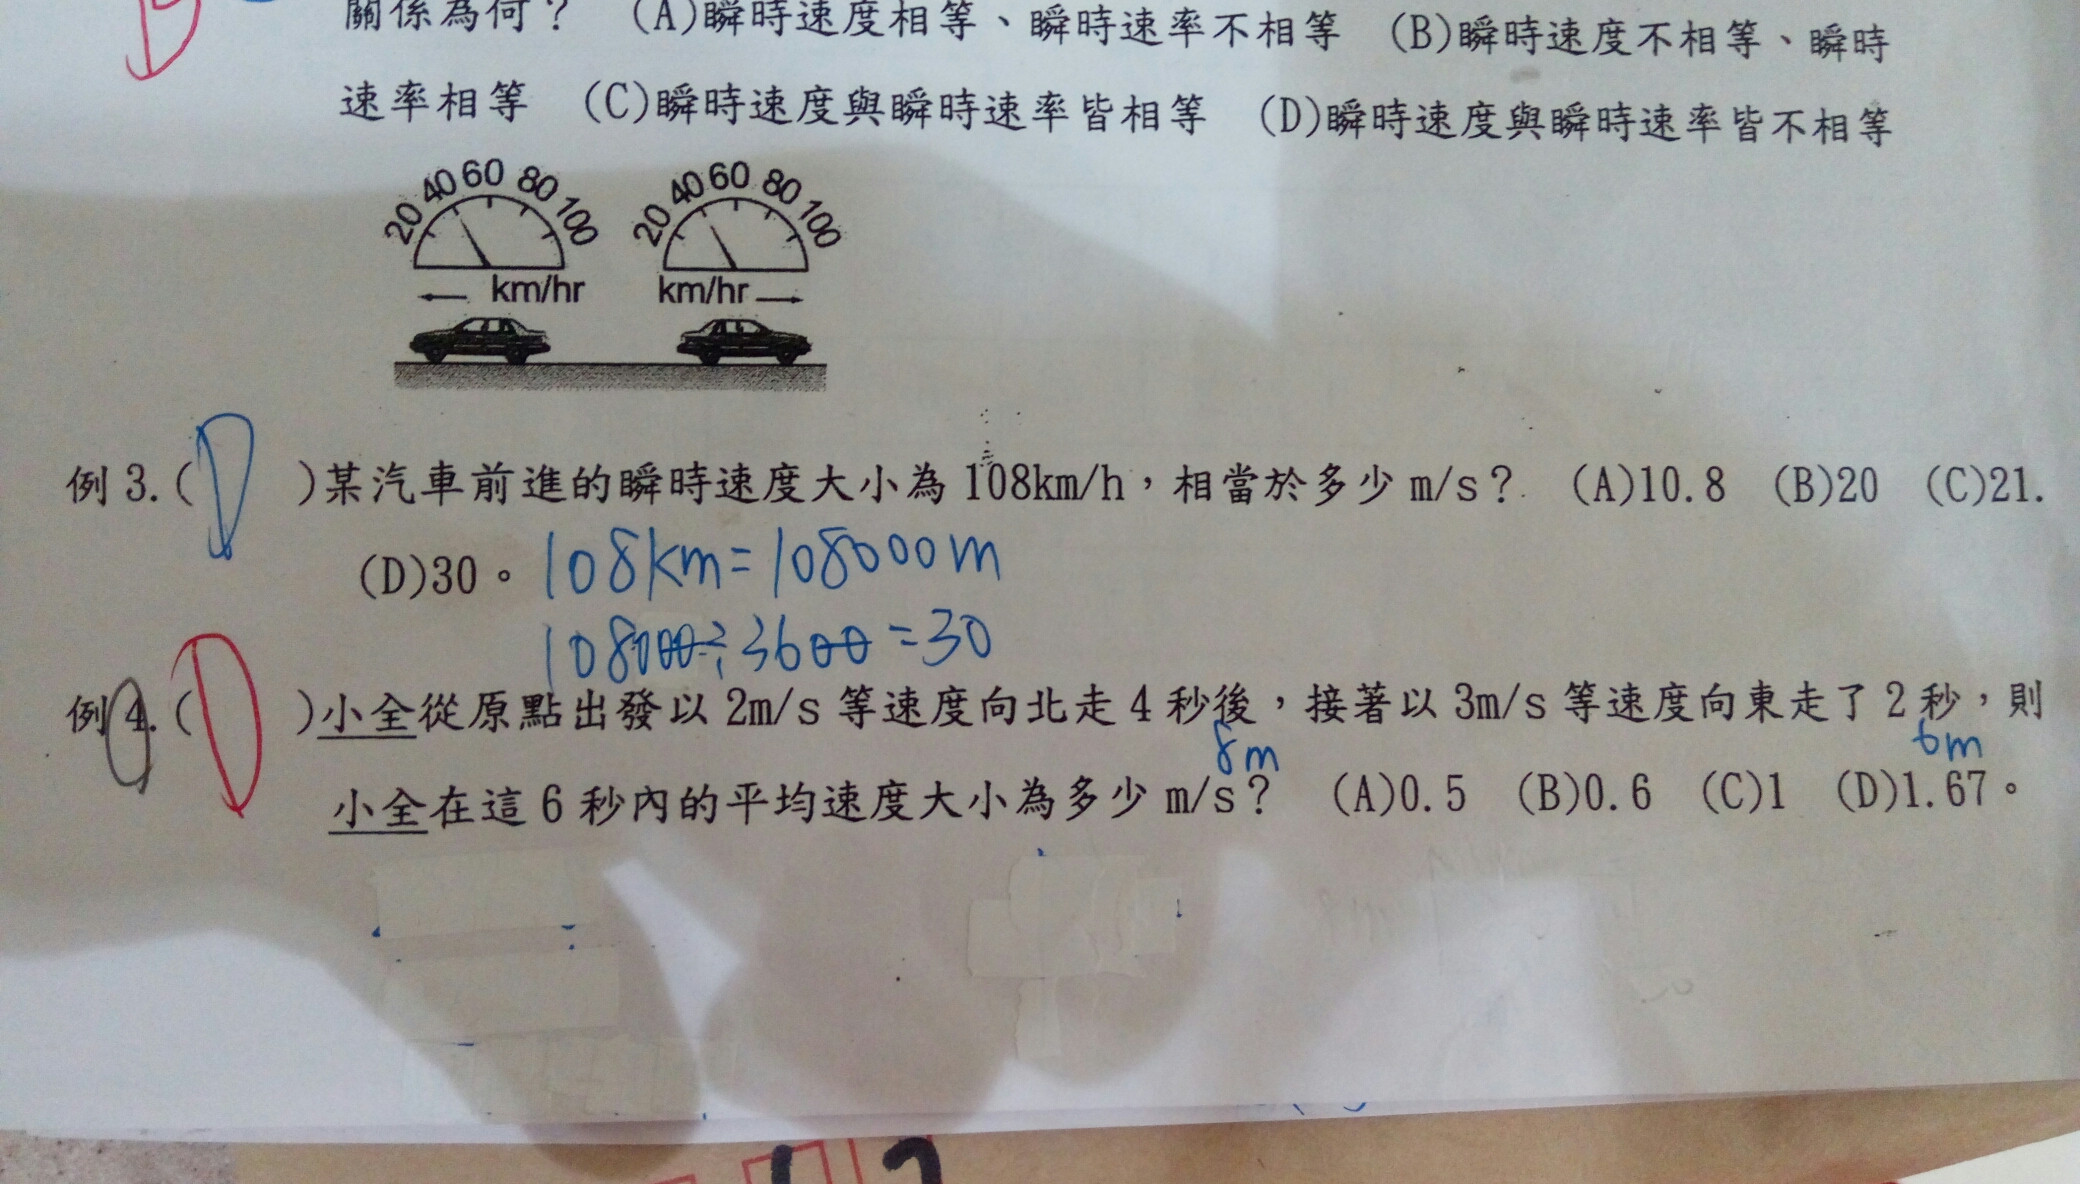 關係為何？ (A)瞬時速度相等、瞬時速率不相等 (B)瞬時速度不相等、瞬時
速率相等 (C)瞬時速度與瞬時速率皆相等 (D)瞬時速度與瞬時速率皆不相等
20 40 60 80 100 20 40 60 80 100
km/hr km/hr
例3.(D)某汽車前進的瞬時速度大小為108km/h，相當於多少m/s？ (A)10.8 (B)20 (C)21.
(D)30。 108km=108000m
108000÷3600=30
例4.(D)小全從原點出發以2m/s等速度向北走4秒後，接著以3m/s等速度向東走了2秒，則
8m 6m
小全在這6秒內的平均速度大小為多少m/s？ (A)0.5 (B)0.6 (C)1 (D)1.67。